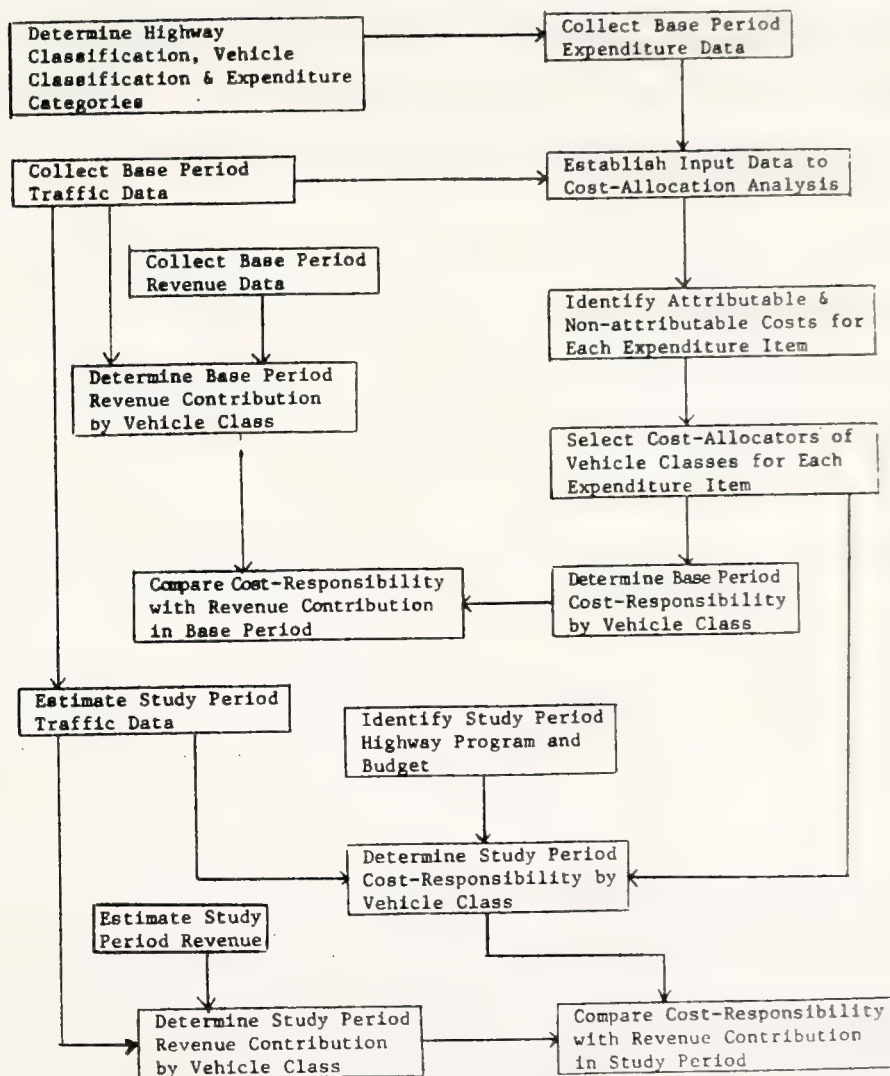 Determine Highway
Classification, Vehicle
Classification & Expenditure
Categories
Collect Base Period
Expenditure Data
Collect Base Period
Traffic Data
Establish Input Data to
Cost-Allocation Analysis
Collect Base Period
Revenue Data
Identify Attributable &
Non-attributable Costs for
Each Expenditure Item
Determine Base Period
Revenue Contribution
by Vehicle Class
Select Cost-Allocators of
Vehicle Classes for Each
Expenditure Item
Compare Cost-Responsibility
with Revenue Contribution
in Base Period
Determine Base Period
Cost-Responsibility
by Vehicle Class
Estimate Study Period
Traffic Data
Identify Study Period
Highway Program and
Budget
Determine Study Period
Cost-Responsibility by
Vehicle Class
Estimate Study
Period Revenue
Determine Study Period
Revenue Contribution
by Vehicle Class
Compare Cost-Responsibility
with Revenue Contribution
in Study Period